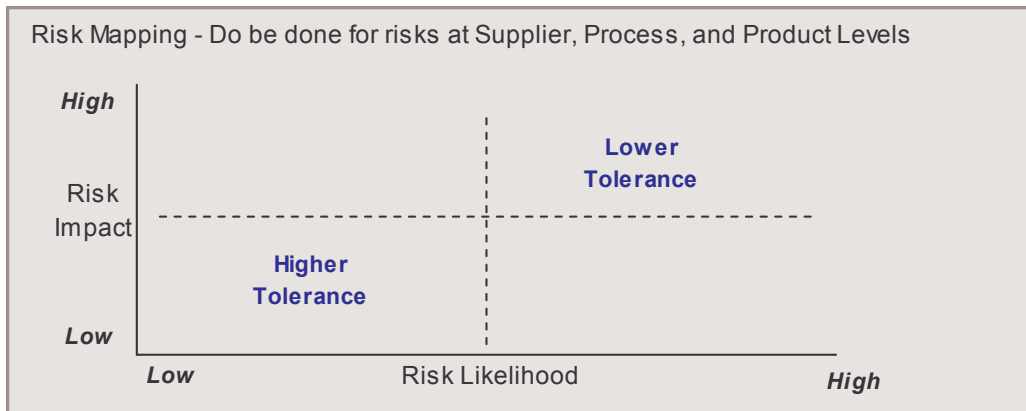 Risk Mapping - Do be done for risks at Supplier, Process, and Product Levels
High
Lower
Tolerance
Risk
Impact
Higher
Tolerance
Low
Low
Risk Likelihood
High